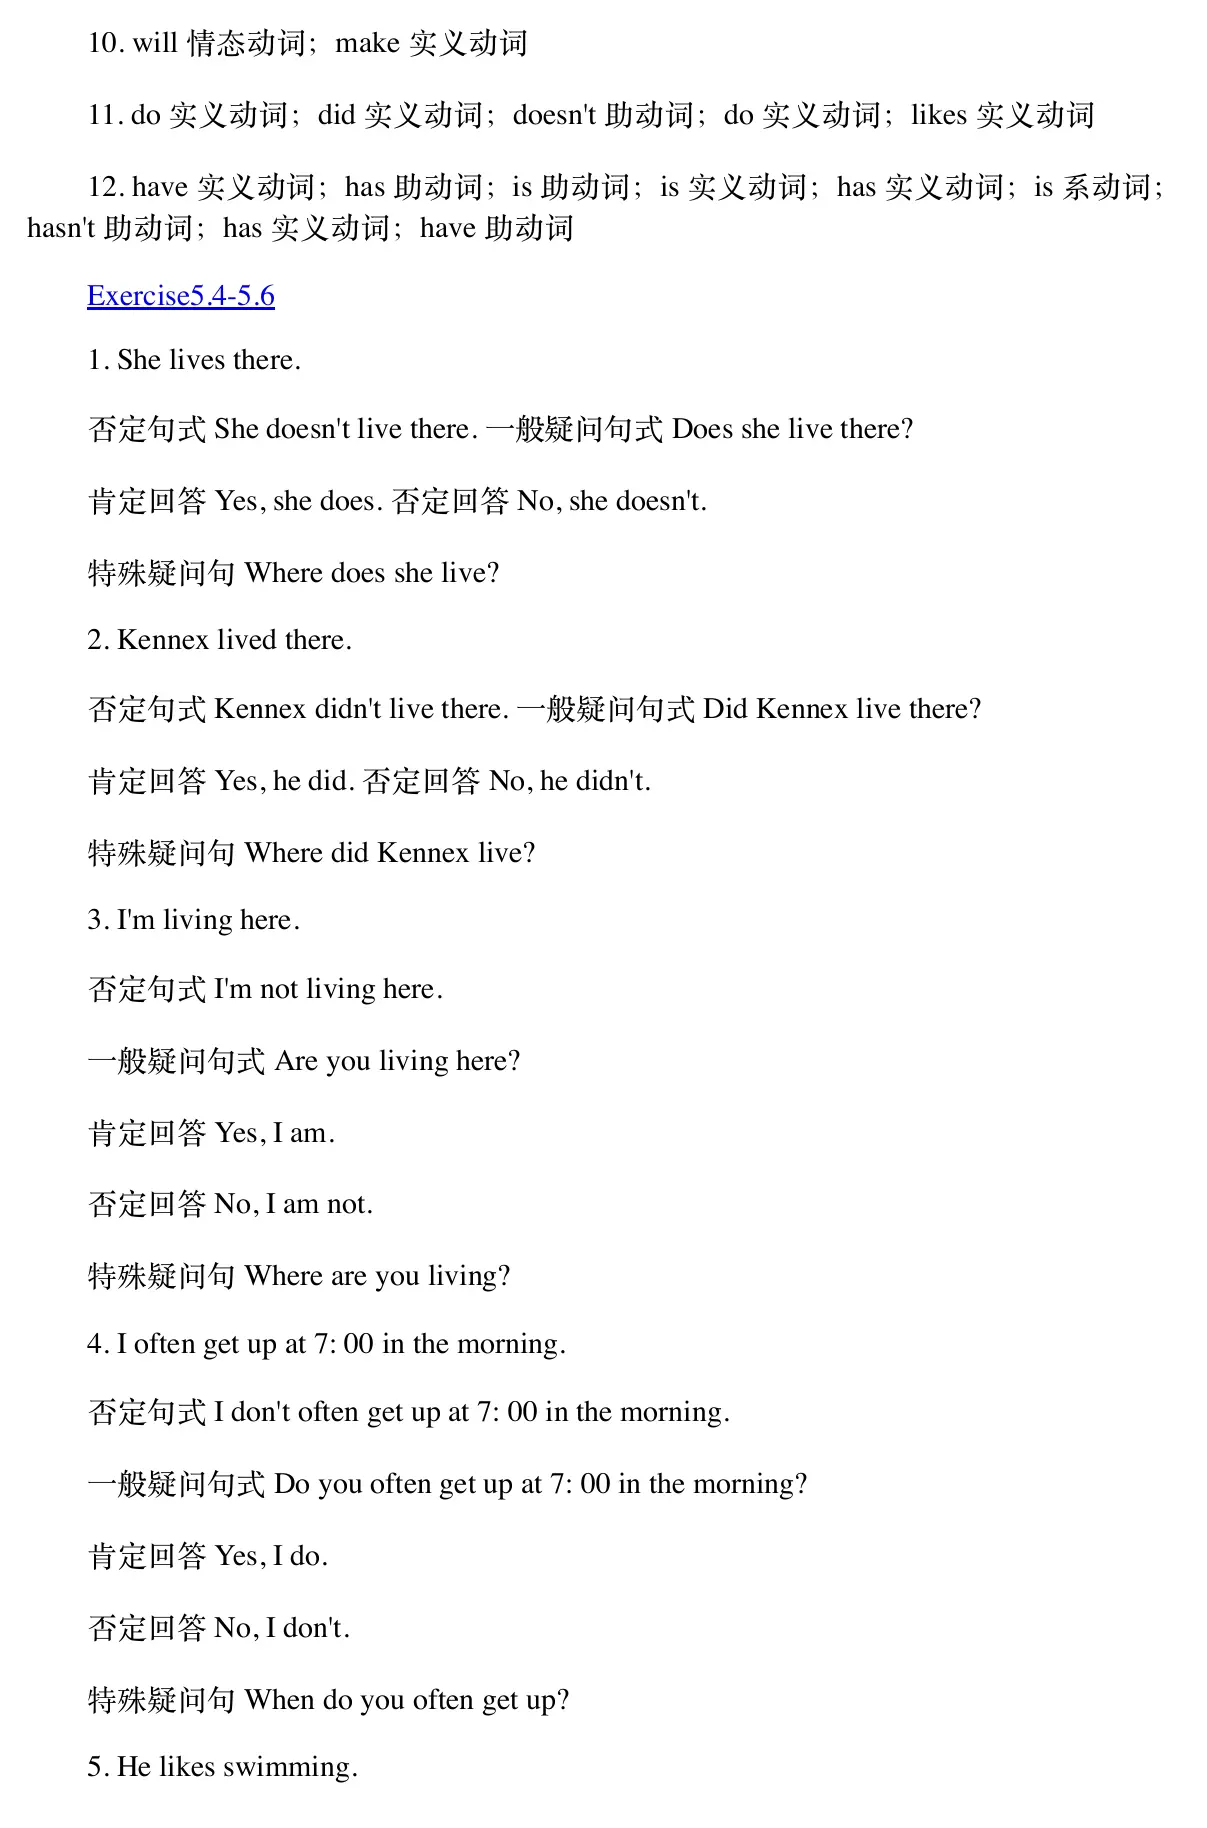 10. will 情态动词；make 实义动词
11. do 实义动词；did 实义动词；doesn't 助动词；do 实义动词；likes 实义动词
12. have 实义动词；has 助动词；is 助动词；is 实义动词；has 实义动词；is 系动词；
hasn't 助动词；has 实义动词；have 助动词
Exercise5.4-5.6
1. She lives there.
否定句式 She doesn't live there. 一般疑问句式 Does she live there?
肯定回答 Yes, she does. 否定回答 No, she doesn't.
特殊疑问句 Where does she live?
2. Kennex lived there.
否定句式 Kennex didn't live there. 一般疑问句式 Did Kennex live there?
肯定回答 Yes, he did. 否定回答 No, he didn't.
特殊疑问句 Where did Kennex live?
3. I'm living here.
否定句式 I'm not living here.
一般疑问句式 Are you living here?
肯定回答 Yes, I am.
否定回答 No, I am not.
特殊疑问句 Where are you living?
4. I often get up at 7: 00 in the morning.
否定句式 I don't often get up at 7: 00 in the morning.
一般疑问句式 Do you often get up at 7: 00 in the morning?
肯定回答 Yes, I do.
否定回答 No, I don't.
特殊疑问句 When do you often get up?
5. He likes swimming.